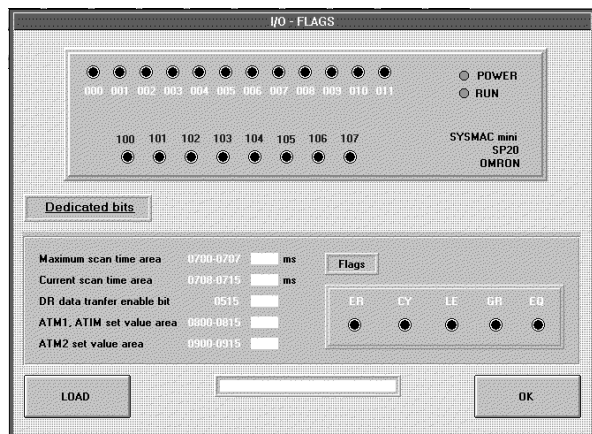 I/O - FLAGS
000 001 002 003 004 005 006 007 008 009 010 011
POWER
RUN
100 101 102 103 104 105 106 107
SYSMAC mini
SP20
OMRON
Dedicated bits
Maximum scan time area 0700-0707 ms
Current scan time area 0708-0715 ms
DR data tranfer enable bit 0515
ATM1, ATIM set value area 0800-0815
ATM2 set value area 0900-0915
Flags
ER CY LE GR EQ
LOAD
OK